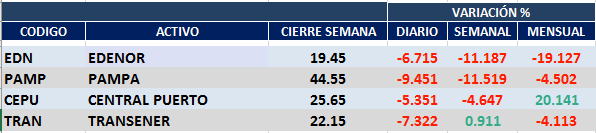 VARIACIÓN %
CODIGO ACTIVO CIERRE SEMANA DIARIO SEMANAL MENSUAL
EDN EDENOR 19.45 -6.715 -11.187 -19.127
PAMP PAMPA 44.55 -9.451 -11.519 -4.502
CEPU CENTRAL PUERTO 25.65 -5.351 -4.647 20.141
TRAN TRANSENER 22.15 -7.322 0.911 -4.113